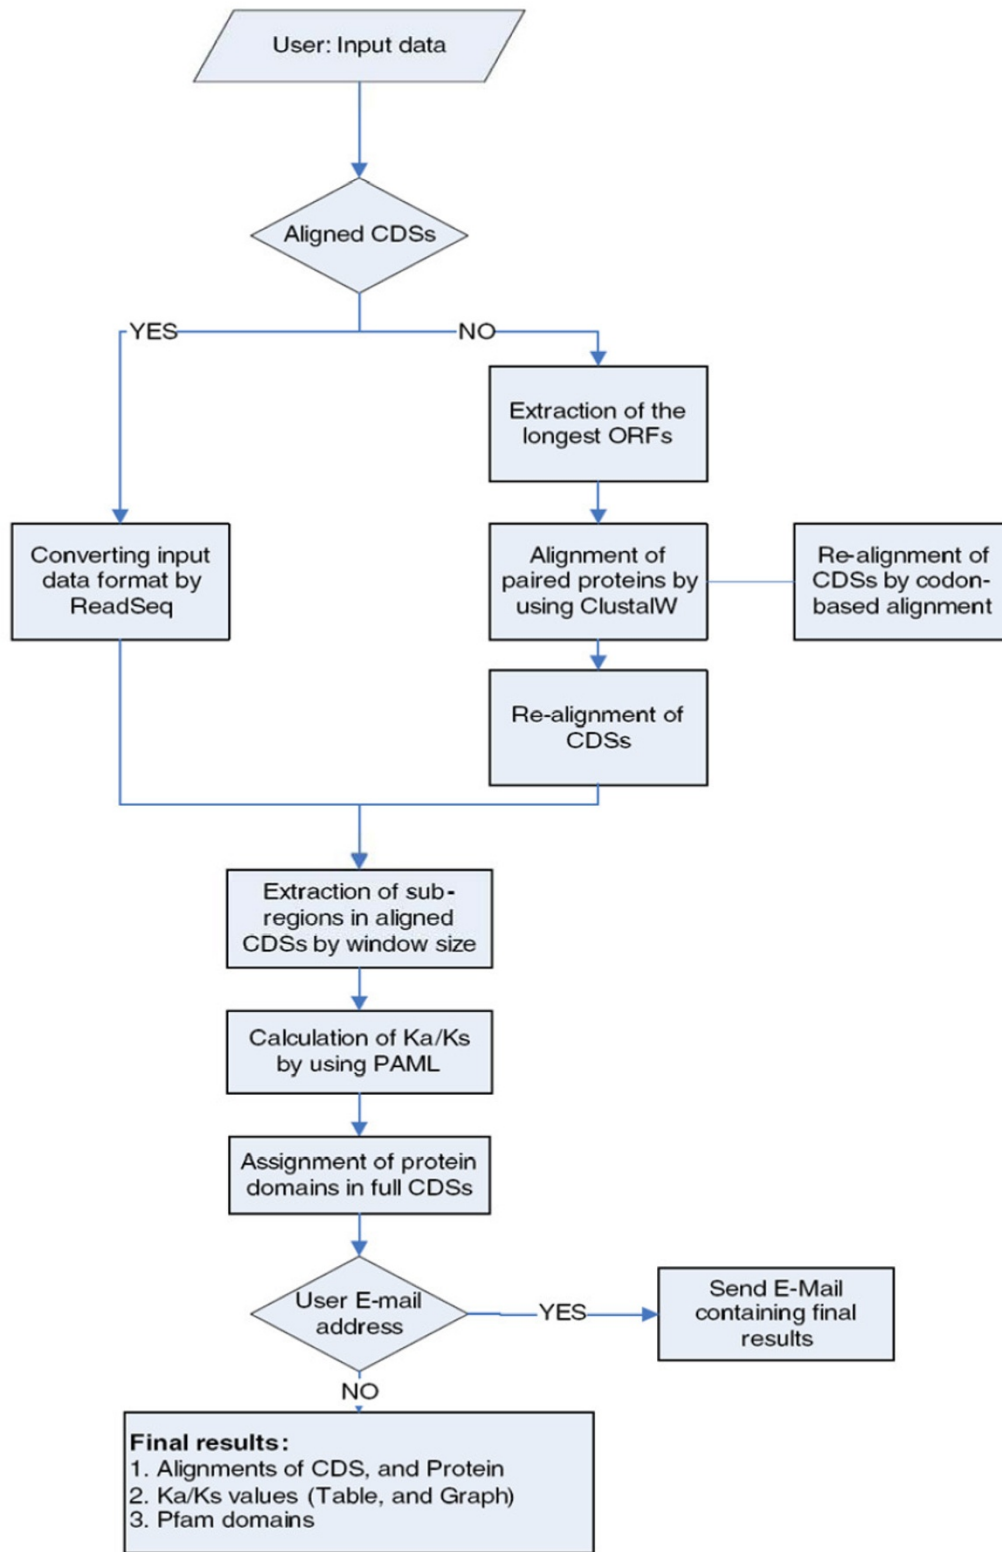 User: Input data
Aligned CDSs
YES
NO
Extraction of the
longest ORFs
Converting input
data format by
ReadSeq
Alignment of
paired proteins by
using ClustalW
Re-alignment of
CDSs by codon-
based alignment
Re-alignment of
CDSs
Extraction of sub-
regions in aligned
CDSs by window size
Calculation of Ka/Ks
by using PAML
Assignment of protein
domains in full CDSs
User E-mail
address
YES
Send E-Mail
containing final
results
NO
Final results:
1. Alignments of CDS, and Protein
2. Ka/Ks values (Table, and Graph)
3. Pfam domains